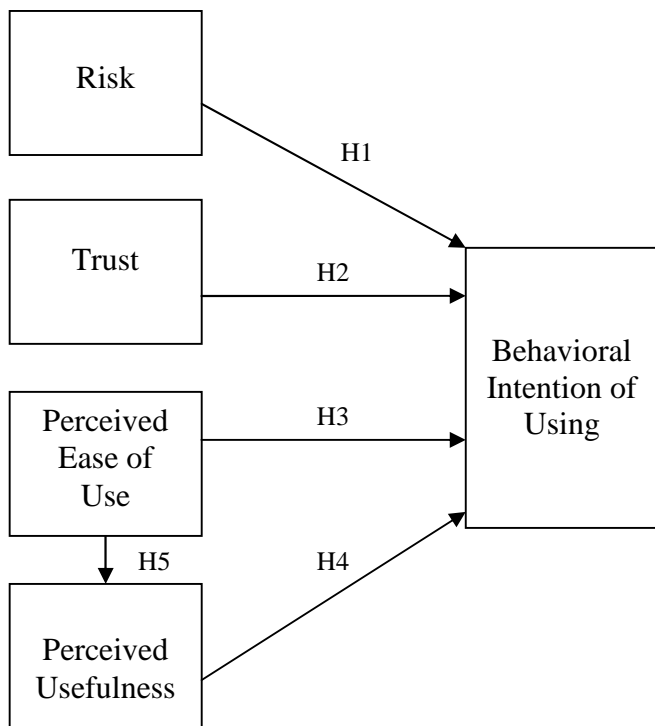 Risk
H1
Trust
H2
Behavioral
Intention of
Using
Perceived
Ease of
Use
H3
H5
H4
Perceived
Usefulness